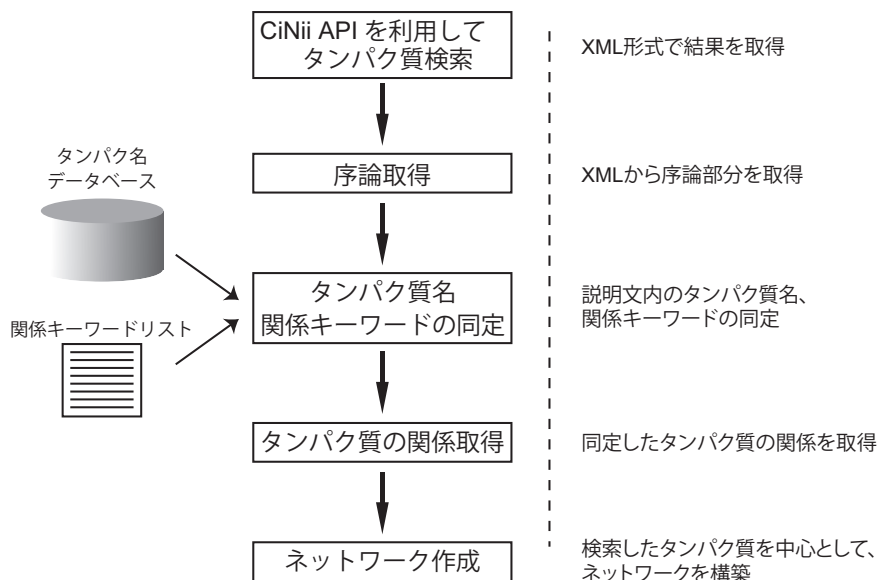 CiNii API を利用して
タンパク質検索
XML形式で結果を取得
タンパク名
データベース
序論取得
XMLから序論部分を取得
タンパク質名
関係キーワードの同定
説明文内のタンパク質名、
関係キーワードの同定
関係キーワードリスト
タンパク質の関係取得
同定したタンパク質の関係を取得
ネットワーク作成
検索したタンパク質を中心として、
ネットワークを構築